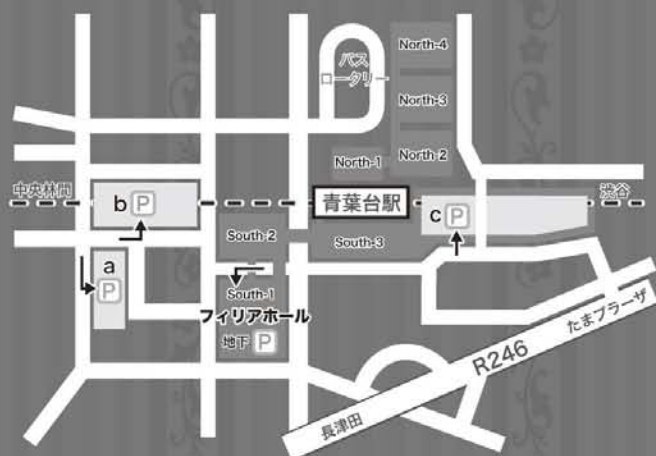 North-4
バス
ロータリー
North-3
North-1
North-2
中央林間
青葉台駅
渋谷
b P
c P
South-2
South-3
a
P
South-1
フィリアホール
地下 P
R246
たまプラーザ
長津田